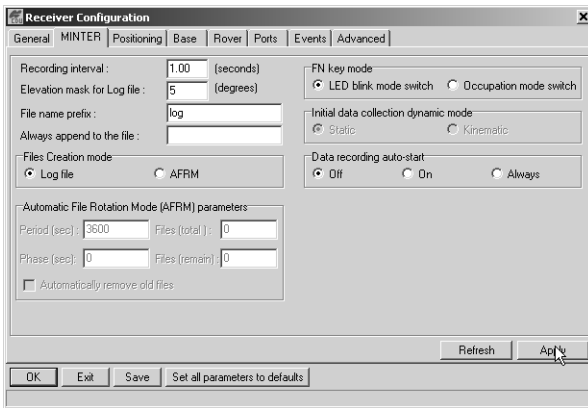 Receiver Configuration
General MINTER Positioning Base Rover Ports Events Advanced
Recording interval : 1.00 (seconds)
Elevation mask for Log file : 5 (degrees)
File name prefix : log
Always append to the file :
Files Creation mode
Log file AFRM
Automatic File Rotation Mode (AFRM) parameters
Period (sec) : 3600 Files (total ) : 0
Phase (sec): 0 Files (remain) : 0
Automatically remove old files
FN key mode
LED blink mode switch Occupation mode switch
Initial data collection dynamic mode
Static Kinematic
Data recording auto-start
Off On Always
Refresh Apply
OK Exit Save Set all parameters to defaults